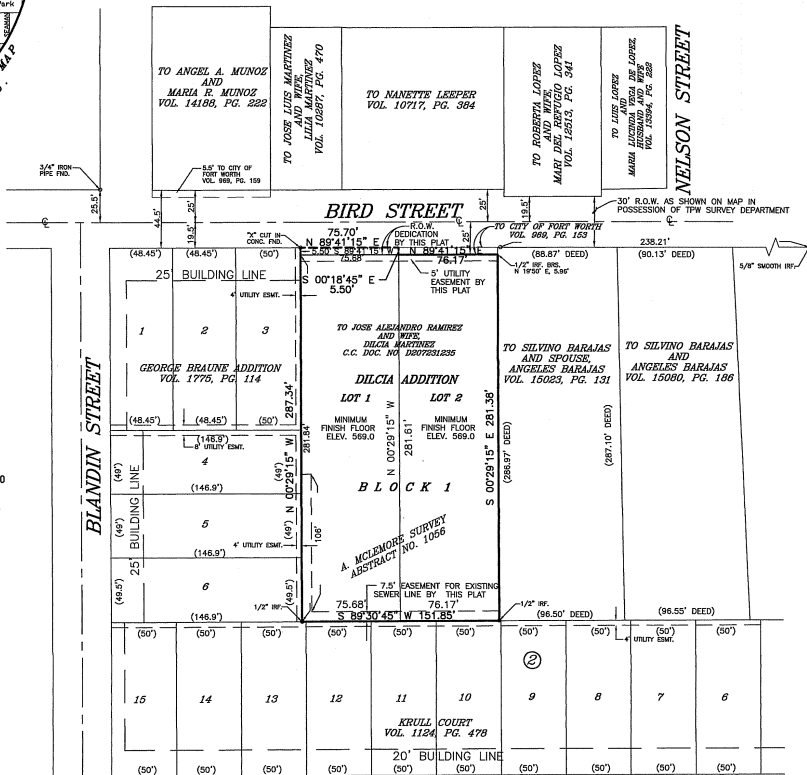 Park
SEAMAN
MAP
TO ANGEL A. MUNOZ
AND
MARIA R. MUNOZ
VOL. 14188, PG. 222
TO JOSE LUIS MARTINEZ
AND WIFE,
LILIA MARTINEZ
VOL. 10287, PG. 470
TO NANETTE LEEPER
VOL. 10717, PG. 384
TO ROBERTA LOPEZ
AND WIFE,
MARI DEL REFUGIO LOPEZ
VOL. 12513, PG. 341
TO LUIS LOPEZ
AND
MARIA LUCINDA VEGA DE LOPEZ,
HUSBAND AND WIFE
VOL. 13394, PG. 222
NELSON STREET
3/4" IRON
PIPE FND.
5.5' TO CITY OF
FORT WORTH
VOL. 969, PG. 159
25.5'
44.5'
25'
19.5'
25'
25'
19.5'
30' R.O.W. AS SHOWN ON MAP IN
POSSESSION OF TPW SURVEY DEPARTMENT
BIRD STREET
"X" CUT IN
CONC. FND.
75.70'
N 89°41'15" E
R.O.W.
DEDICATION
BY THIS PLAT
TO CITY OF FORT WORTH
VOL. 969, PG. 153
238.21'
5.50' S 89°41'15" W
75.68'
N 89°41'15" E
76.17'
(48.45')
(48.45')
(50')
(88.87' DEED)
(90.13' DEED)
5/8" SMOOTH IRF
25' BUILDING LINE
4' UTILITY ESMT.
S 00°18'45" E
5.50'
5' UTILITY
EASEMENT BY
THIS PLAT
1/2" IRF. BRS.
N 19°50' E, 5.96'
1
2
3
TO JOSE ALEJANDRO RAMIREZ
AND WIFE,
DILCIA MARTINEZ
C.C. DOC. NO. D207231235
TO SILVINO BARAJAS
AND SPOUSE,
ANGELES BARAJAS
VOL. 15023, PG. 131
TO SILVINO BARAJAS
AND
ANGELES BARAJAS
VOL. 15080, PG. 186
GEORGE BRAUNE ADDITION
VOL. 1775, PG. 114
DILCIA ADDITION
LOT 1
LOT 2
MINIMUM
FINISH FLOOR
ELEV. 569.0
MINIMUM
FINISH FLOOR
ELEV. 569.0
BLANDIN STREET
(48.45')
(48.45')
(50')
N 00°29'15" W 287.34'
281.84'
N 00°29'15" W
281.61'
S 00°29'15" E 281.38'
(286.97' DEED)
(287.10' DEED)
(146.9')
8' UTILITY ESMT.
4
(49')
(49')
(146.9')
BLOCK 1
25' BUILDING LINE
(49')
5
4' UTILITY ESMT.
(49')
106'
(146.9')
A. MCLEMORE SURVEY
ABSTRACT NO. 1056
(49.5')
6
(49.5')
7.5' EASEMENT FOR EXISTING
SEWER LINE BY THIS PLAT
1/2" IRF.
75.68'
76.17'
1/2" IRF.
(146.9')
S 89°30'45" W 151.85'
(96.50' DEED)
(96.55' DEED)
(50')
(50')
(50')
(50')
(50')
(50')
(50')
(50')
(50')
(50')
4' UTILITY ESMT.
2
15
14
13
12
11
10
9
8
7
6
KRULL COURT
VOL. 1124, PG. 478
20' BUILDING LINE
(50')
(50')
(50')
(50')
(50')
(50')
(50')
(50')
(50')
(50')